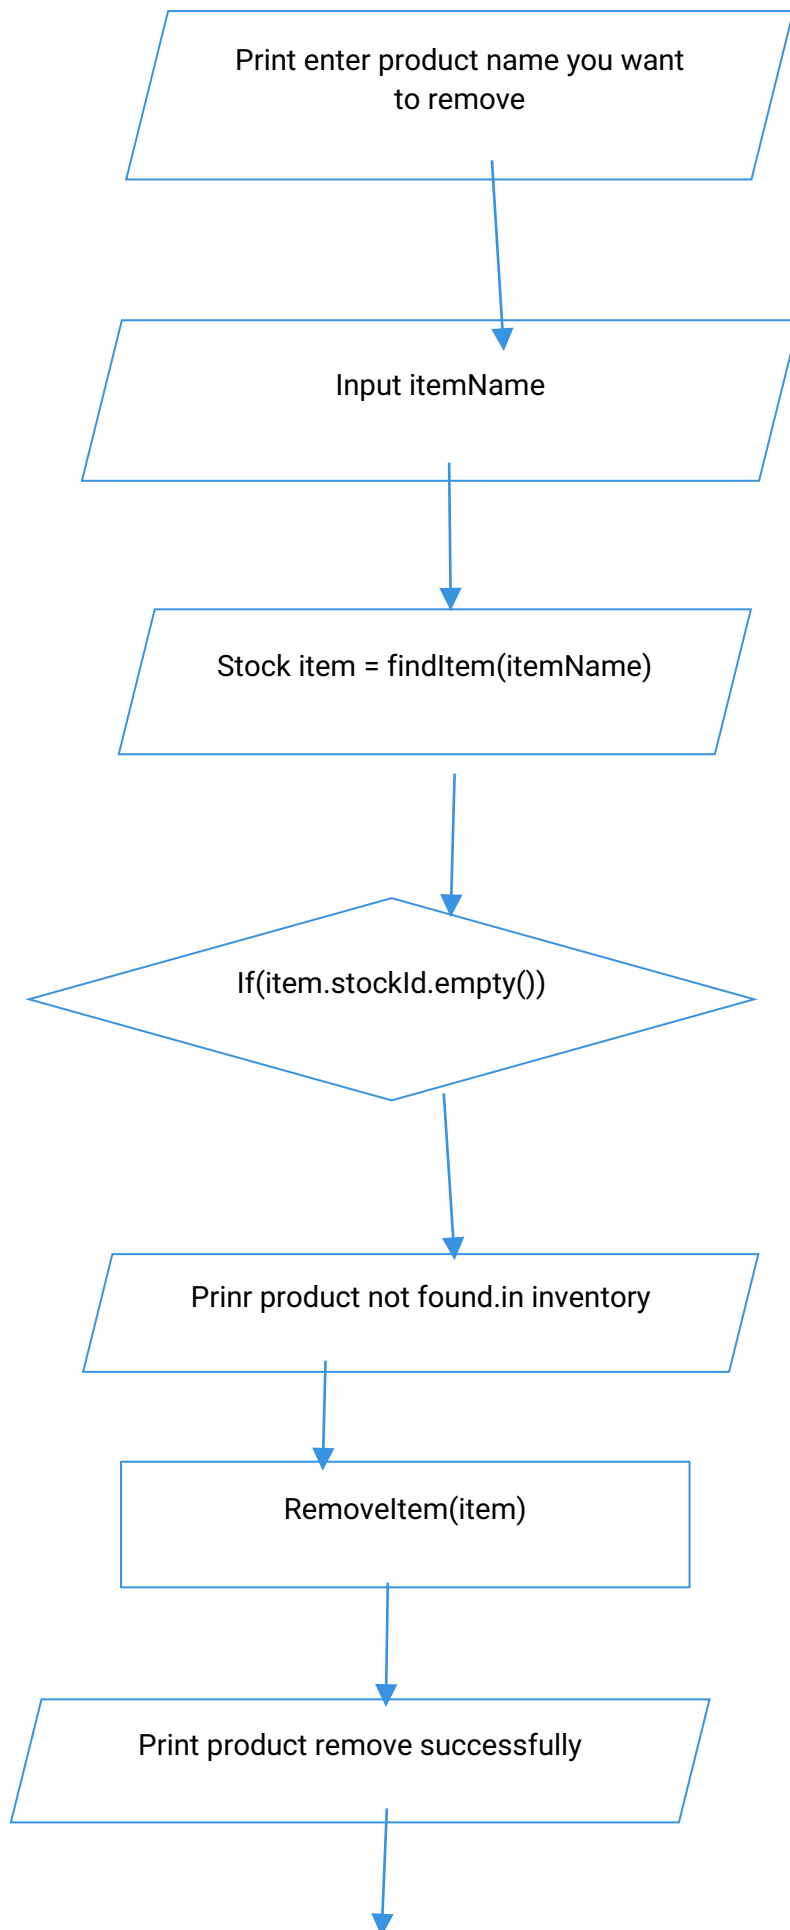 Print enter product name you want
to remove
Input itemName
Stock item = findItem(itemName)
If(item.stockId.empty())
Prinr product not found.in inventory
RemoveItem(item)
Print product remove successfully